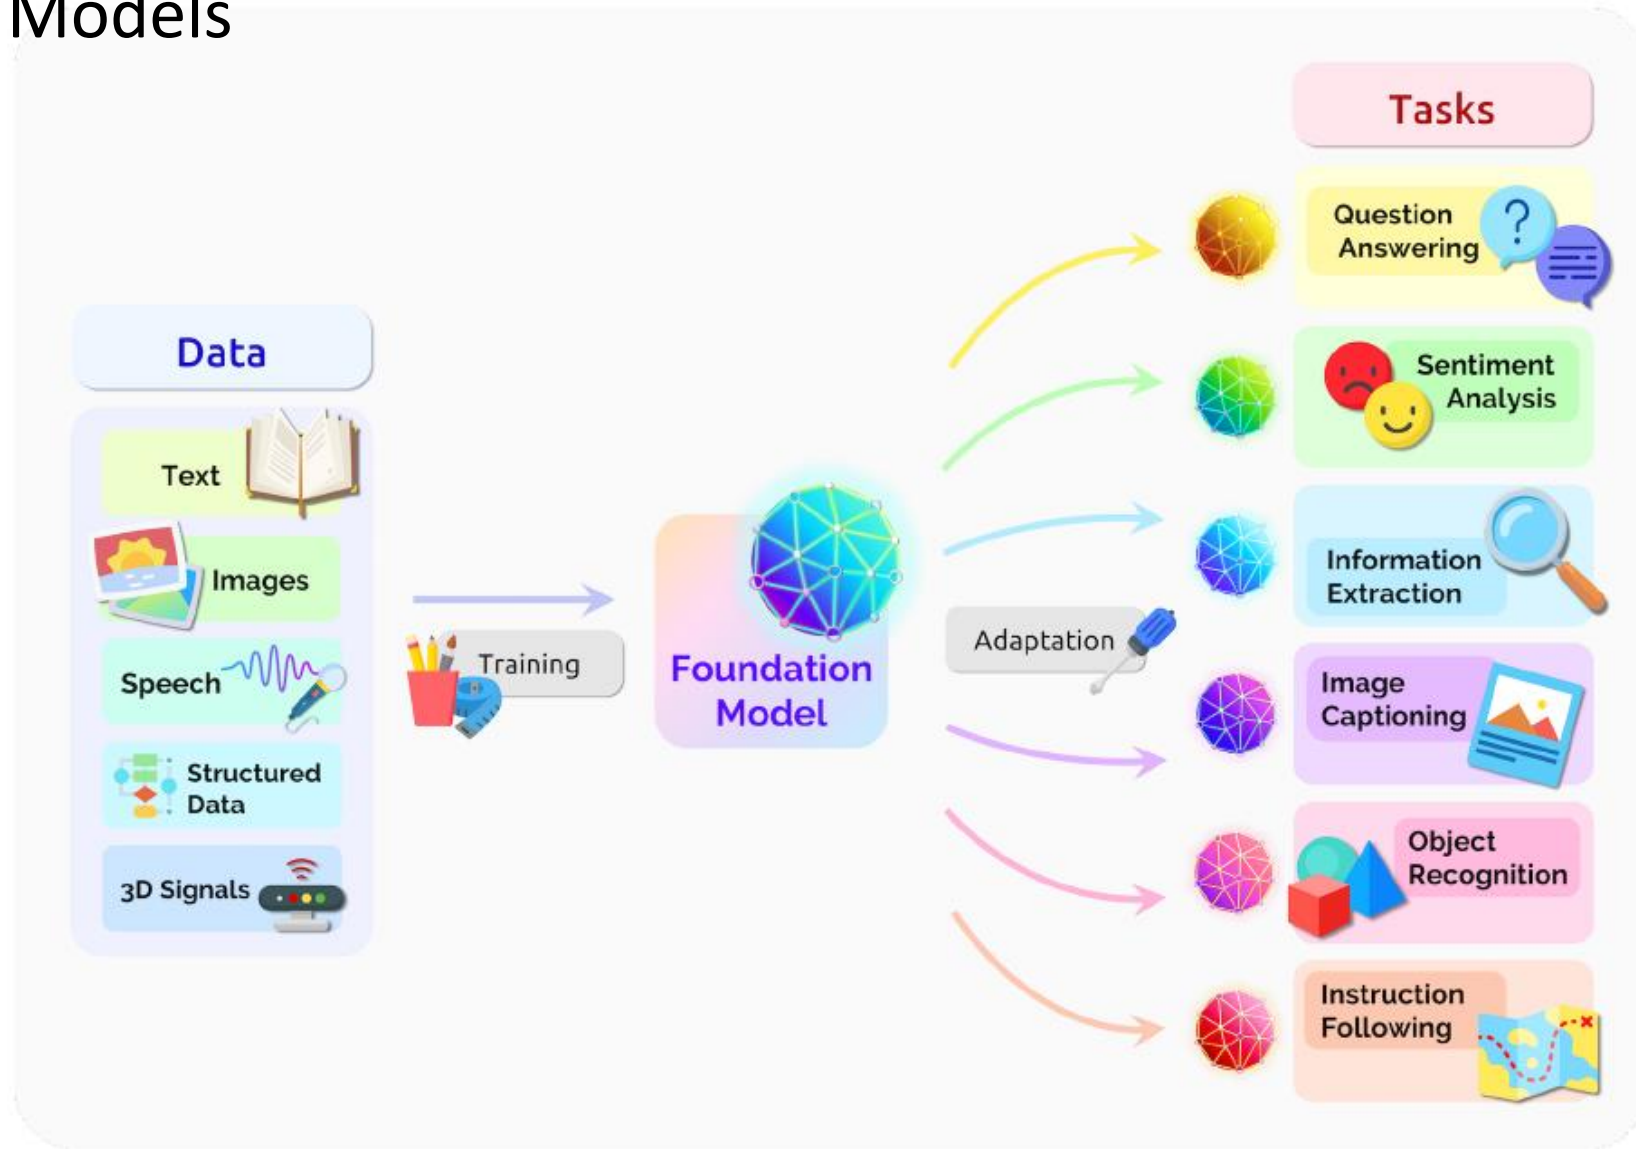 Models
Data
Text
Images
Speech
Structured
Data
3D Signals
Training
Foundation
Model
Adaptation
Tasks
Question
Answering
Sentiment
Analysis
Information
Extraction
Image
Captioning
Object
Recognition
Instruction
Following